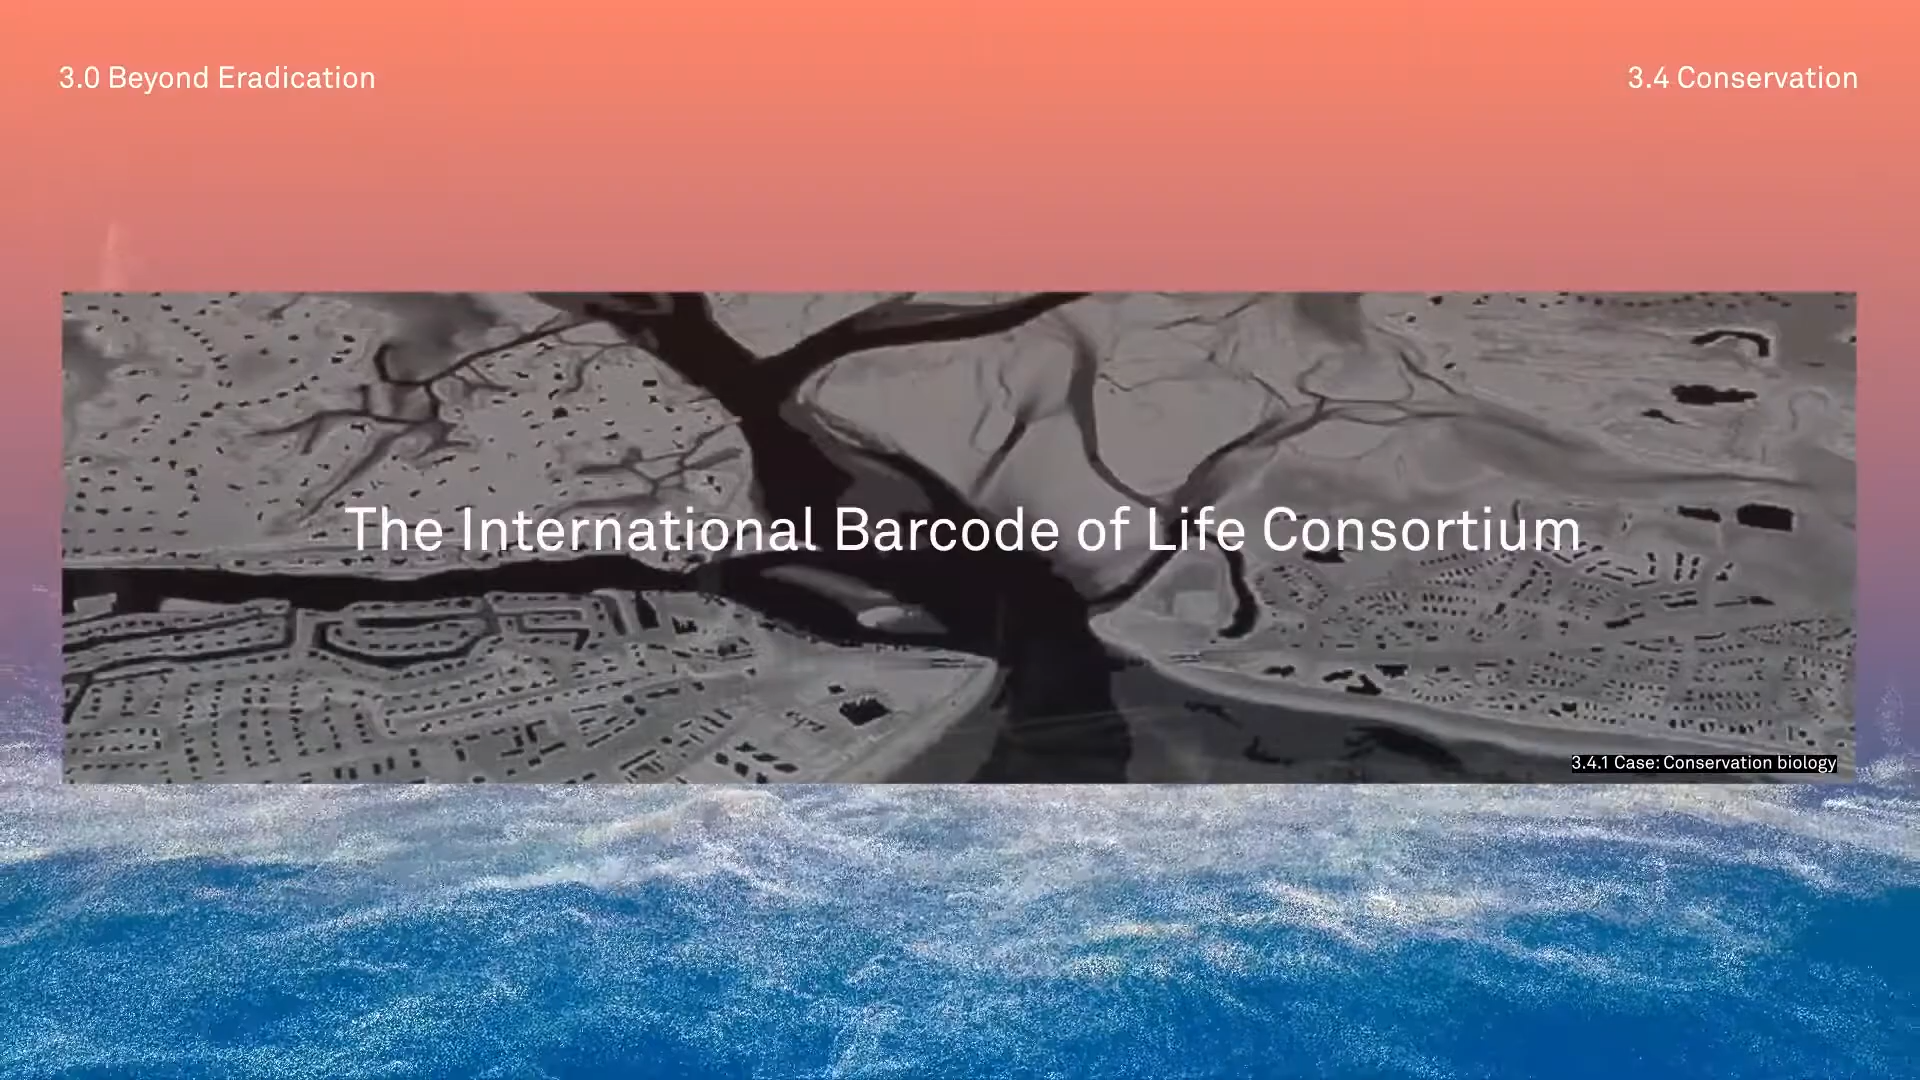 3.0 Beyond Eradication
3.4 Conservation
The International Barcode of Life Consortium
3.4.1 Case: Conservation biology